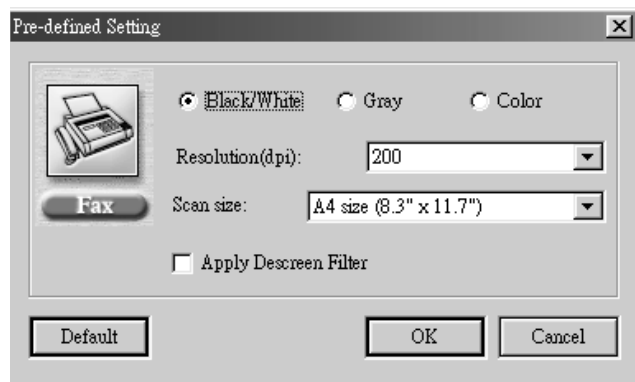 Pre-defined Setting
Black/White Gray Color
Resolution(dpi): 200
Fax Scan size: A4 size (8.3" x 11.7")
Apply Descreen Filter
Default OK Cancel